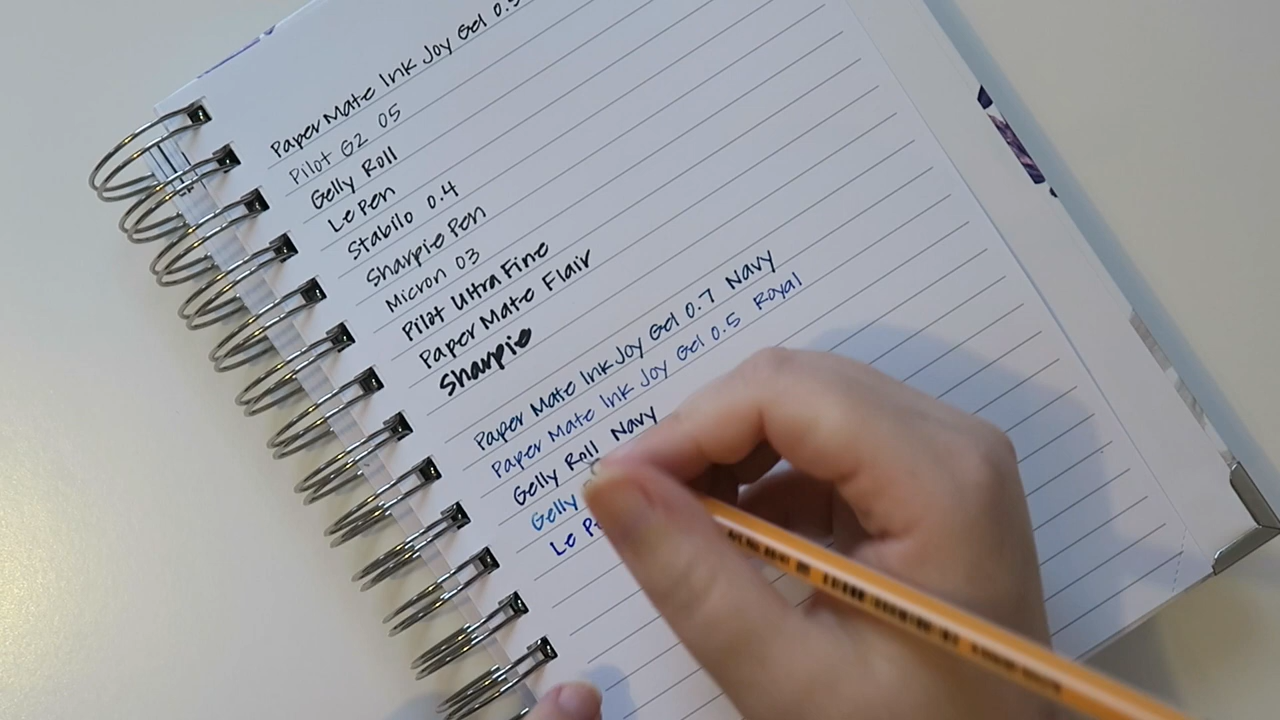 Paper Mate Ink Joy Gel 0.5
Pilot G2 05
Gelly Roll
Le Pen
Stabilo 0.4
Sharpie Pen
Micron 03
Pilot Ultra Fine
Paper Mate Flair
Sharpie
Paper Mate Ink Joy Gel 0.7 Navy
Paper Mate Ink Joy Gel 0.5 Royal
Gelly Roll Navy
Gelly
Le